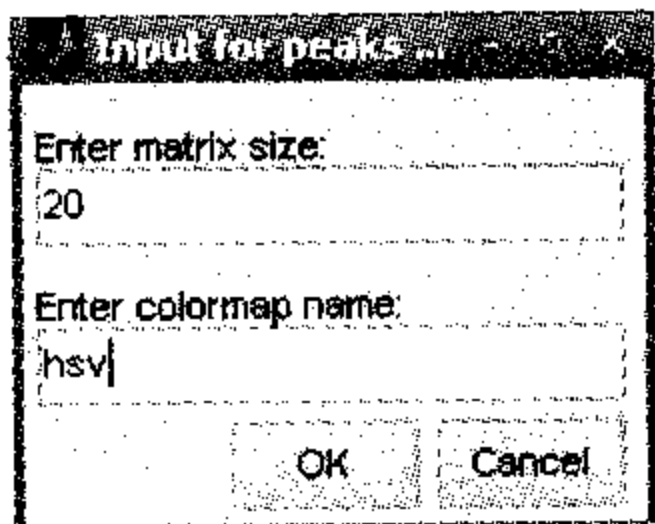 Input for peaks ...
Enter matrix size:
20
Enter colormap name:
hsv
OK Cancel